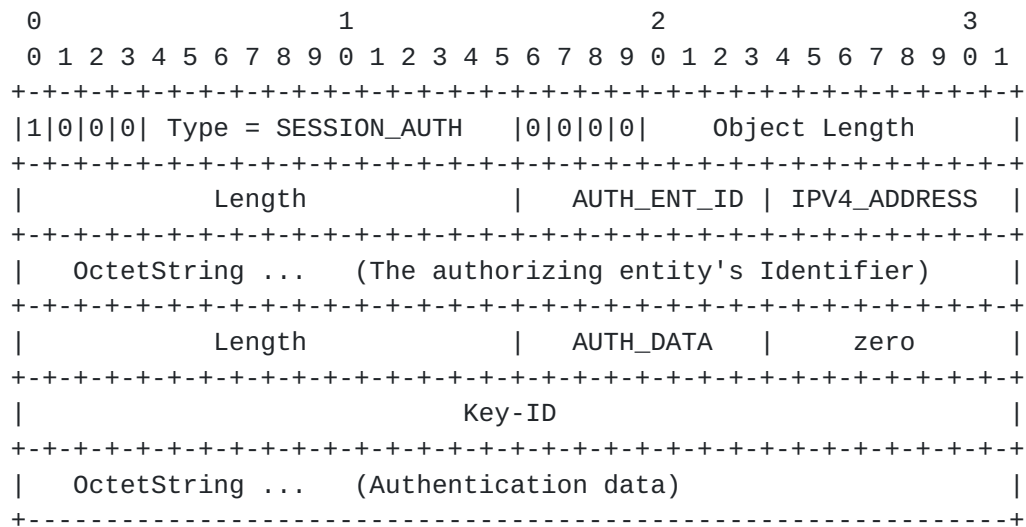 0                   1                   2                   3
 0 1 2 3 4 5 6 7 8 9 0 1 2 3 4 5 6 7 8 9 0 1 2 3 4 5 6 7 8 9 0 1
+-+-+-+-+-+-+-+-+-+-+-+-+-+-+-+-+-+-+-+-+-+-+-+-+-+-+-+-+-+-+-+-+
|1|0|0|0| Type = SESSION_AUTH   |0|0|0|0|    Object Length      |
+-+-+-+-+-+-+-+-+-+-+-+-+-+-+-+-+-+-+-+-+-+-+-+-+-+-+-+-+-+-+-+-+
|            Length             |   AUTH_ENT_ID | IPV4_ADDRESS  |
+-+-+-+-+-+-+-+-+-+-+-+-+-+-+-+-+-+-+-+-+-+-+-+-+-+-+-+-+-+-+-+-+
|   OctetString ...   (The authorizing entity's Identifier)     |
+-+-+-+-+-+-+-+-+-+-+-+-+-+-+-+-+-+-+-+-+-+-+-+-+-+-+-+-+-+-+-+-+
|            Length             |   AUTH_DATA   |     zero      |
+-+-+-+-+-+-+-+-+-+-+-+-+-+-+-+-+-+-+-+-+-+-+-+-+-+-+-+-+-+-+-+-+
|                            Key-ID                             |
+-+-+-+-+-+-+-+-+-+-+-+-+-+-+-+-+-+-+-+-+-+-+-+-+-+-+-+-+-+-+-+-+
|   OctetString ...   (Authentication data)                     |
+---------------------------------------------------------------+